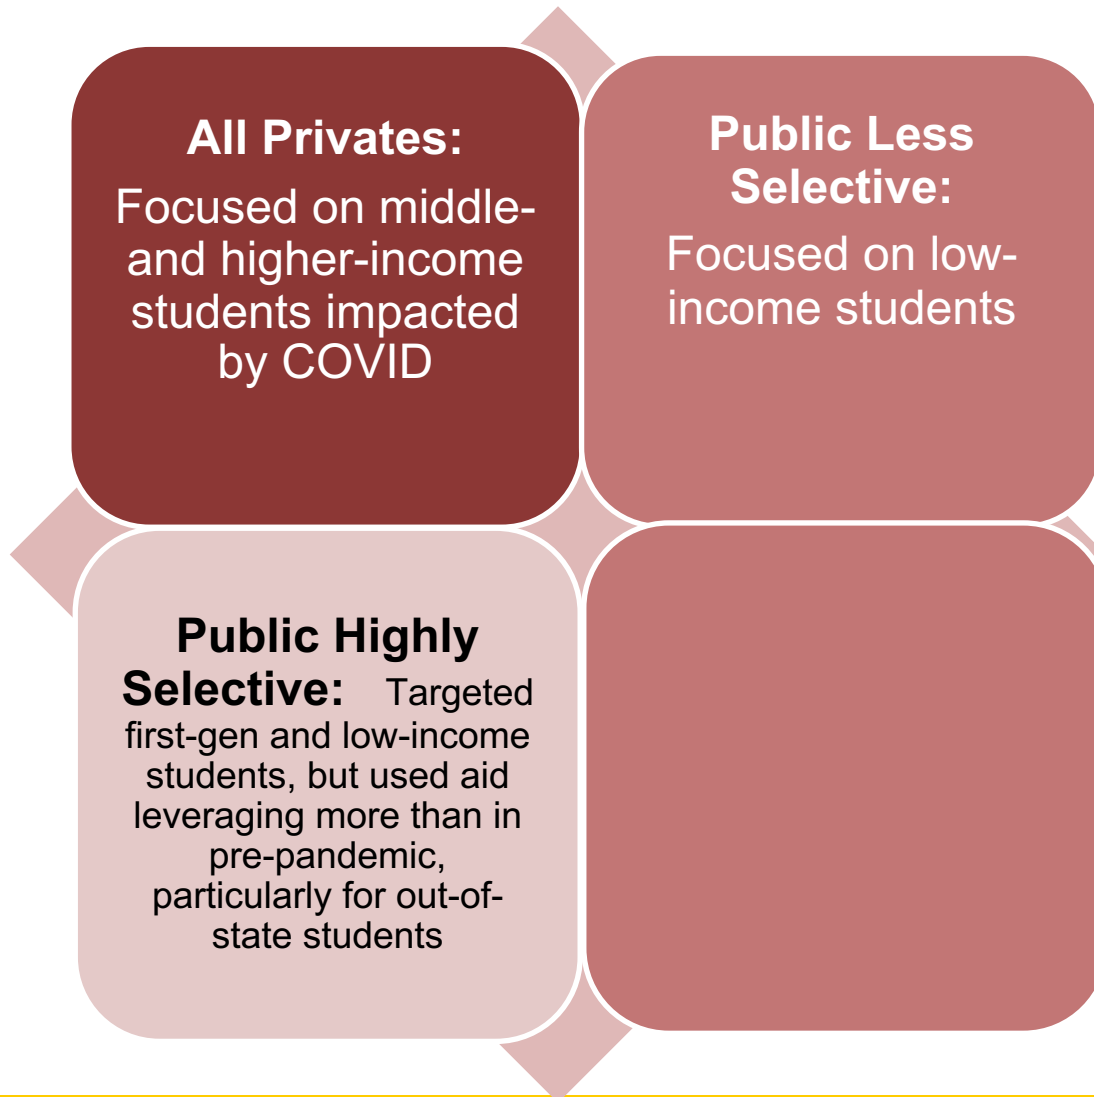 All Privates:
Focused on middle-
and higher-income
students impacted
by COVID
Public Less
Selective:
Focused on low-
income students
Public Highly
Selective: Targeted
first-gen and low-income
students, but used aid
leveraging more than in
pre-pandemic,
particularly for out-of-
state students